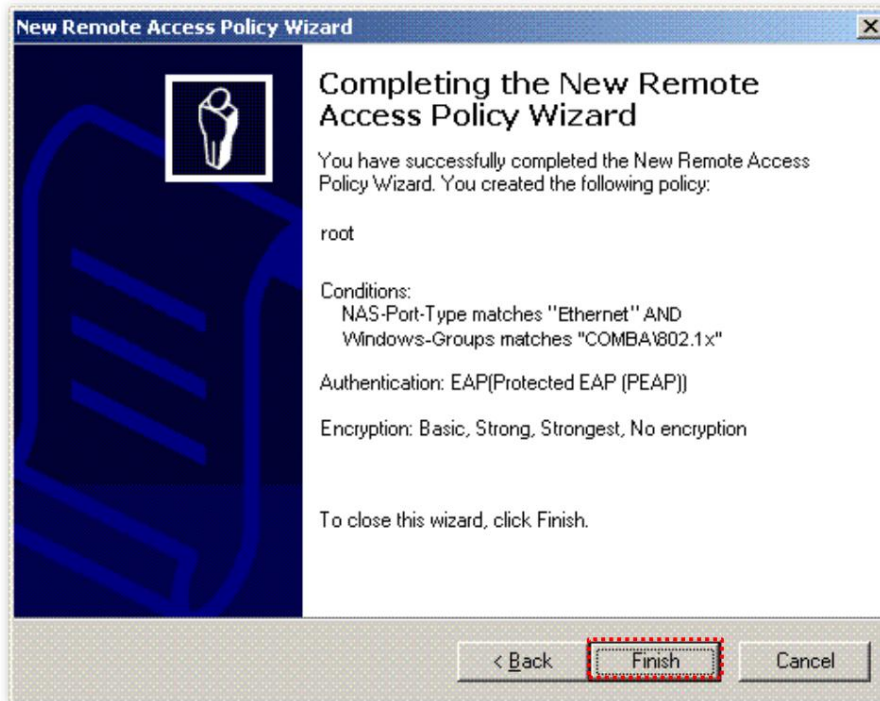 New Remote Access Policy Wizard
Completing the New Remote
Access Policy Wizard
You have successfully completed the New Remote Access
Policy Wizard. You created the following policy:
root
Conditions:
NAS-Port-Type matches "Ethernet" AND
Windows-Groups matches "COMBA\802.1x"
Authentication: EAP(Protected EAP (PEAP))
Encryption: Basic, Strong, Strongest, No encryption
To close this wizard, click Finish.
< Back
Finish
Cancel